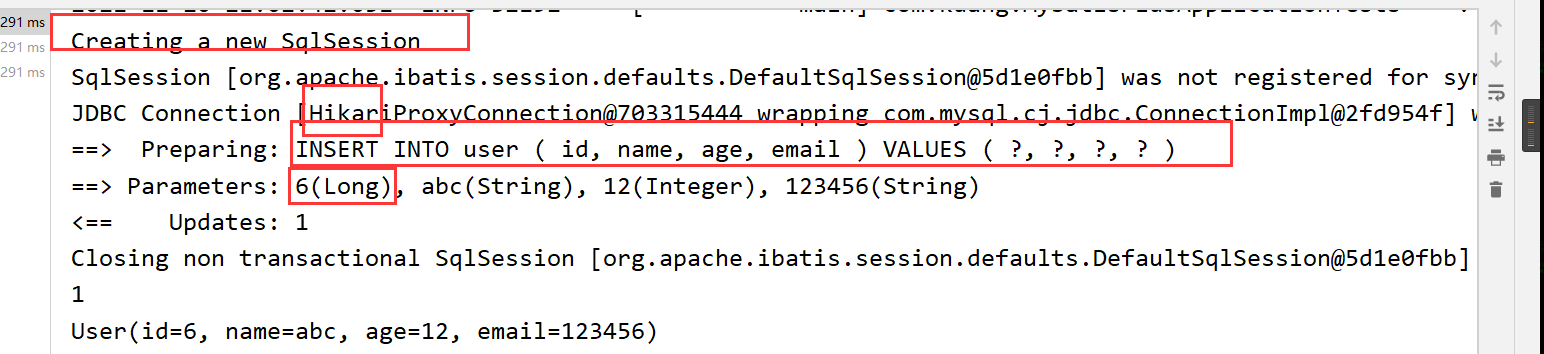 291 ms
291 ms
291 ms
Creating a new SqlSession
SqlSession [org.apache.ibatis.session.defaults.DefaultSqlSession@5d1e0fbb] was not registered for syn
JDBC Connection [HikariProxyConnection@703315444 wrapping com.mysql.cj.jdbc.ConnectionImpl@2fd954f] w
==>  Preparing: INSERT INTO user ( id, name, age, email ) VALUES ( ?, ?, ?, ? )
==> Parameters: 6(Long), abc(String), 12(Integer), 123456(String)
<==    Updates: 1
Closing non transactional SqlSession [org.apache.ibatis.session.defaults.DefaultSqlSession@5d1e0fbb]
1
User(id=6, name=abc, age=12, email=123456)